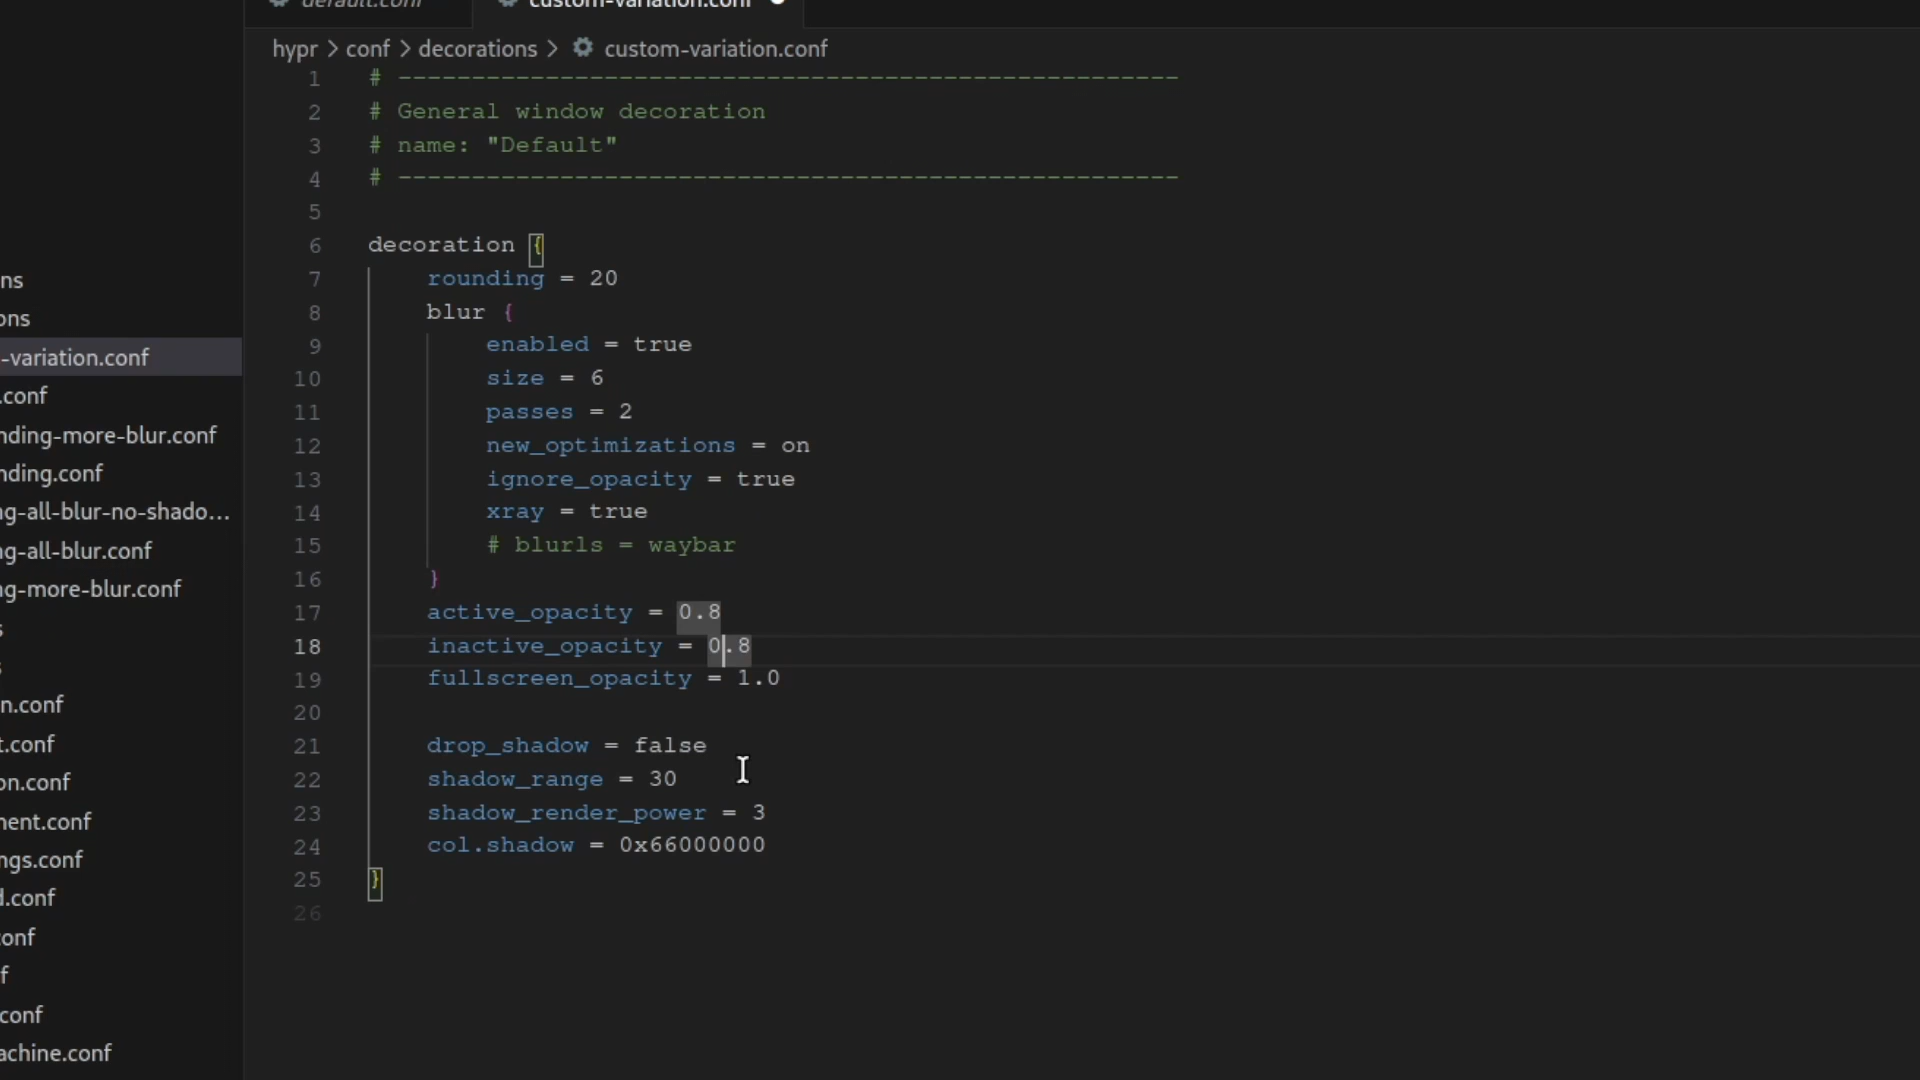 default.conf
custom-variation.conf
hypr > conf > decorations > custom-variation.conf
1 # -----------------------------------------------------
2 # General window decoration
3 # name: "Default"
4 # -----------------------------------------------------
5
6 decoration {
7 rounding = 20
8 blur {
9 enabled = true
10 size = 6
11 passes = 2
12 new_optimizations = on
13 ignore_opacity = true
14 xray = true
15 # blurls = waybar
16 }
17 active_opacity = 0.8
18 inactive_opacity = 0.8
19 fullscreen_opacity = 1.0
20
21 drop_shadow = false
22 shadow_range = 30
23 shadow_render_power = 3
24 col.shadow = 0x66000000
25 }
26
ns
ons
-variation.conf
.conf
nding-more-blur.conf
nding.conf
ng-all-blur-no-shado...
ng-all-blur.conf
ng-more-blur.conf
s
s
n.conf
t.conf
on.conf
ment.conf
ngs.conf
d.conf
conf
f
conf
achine.conf